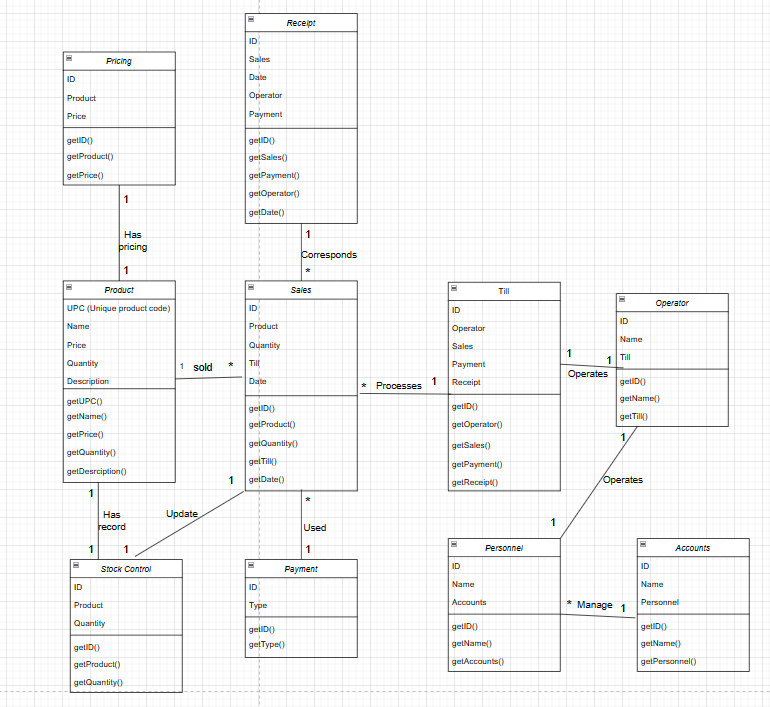 Receipt
ID
Sales
Date
Operator
Payment
getID()
getSales()
getPayment()
getOperator()
getDate()
Pricing
ID
Product
Price
getID()
getProduct()
getPrice()
1
Has
pricing
1
1
Corresponds
*
Product
UPC (Unique product code)
Name
Price
Quantity
Description
getUPC()
getName()
getPrice()
getQuantity()
getDesrciption()
1 sold *
Sales
ID
Product
Quantity
Till
Date
getID()
getProduct()
getQuantity()
getTill()
getDate()
* Processes 1
Till
ID
Operator
Sales
Payment
Receipt
getID()
getOperator()
getSales()
getPayment()
getReceipt()
1 1
Operates
Operator
ID
Name
Till
getID()
getName()
getTill()
1
Operates
1
1
Has
record
1
1
Update
1
*
Used
1
Stock Control
ID
Product
Quantity
getID()
getProduct()
getQuantity()
Payment
ID
Type
getID()
getType()
Personnel
ID
Name
Accounts
getID()
getName()
getAccounts()
* Manage 1
Accounts
ID
Name
Personnel
getID()
getName()
getPersonnel()